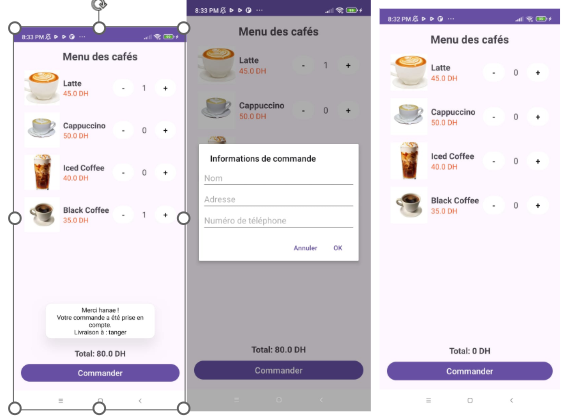 8:33 PM
Menu des cafés
Latte
45.0 DH
- 1 +
Cappuccino
50.0 DH
- 0 +
Iced Coffee
40.0 DH
- 0 +
Black Coffee
35.0 DH
- 1 +
Merci hanae !
Votre commande a été prise en
compte.
Livraison à : tanger
Total: 80.0 DH
Commander
8:33 PM
Menu des cafés
Latte
45.0 DH
- 1 +
Cappuccino
50.0 DH
- 0 +
Informations de commande
Nom
Adresse
Numéro de téléphone
Annuler OK
Total: 80.0 DH
Commander
8:32 PM
Menu des cafés
Latte
45.0 DH
- 0 +
Cappuccino
50.0 DH
- 0 +
Iced Coffee
40.0 DH
- 0 +
Black Coffee
35.0 DH
- 0 +
Total: 0 DH
Commander